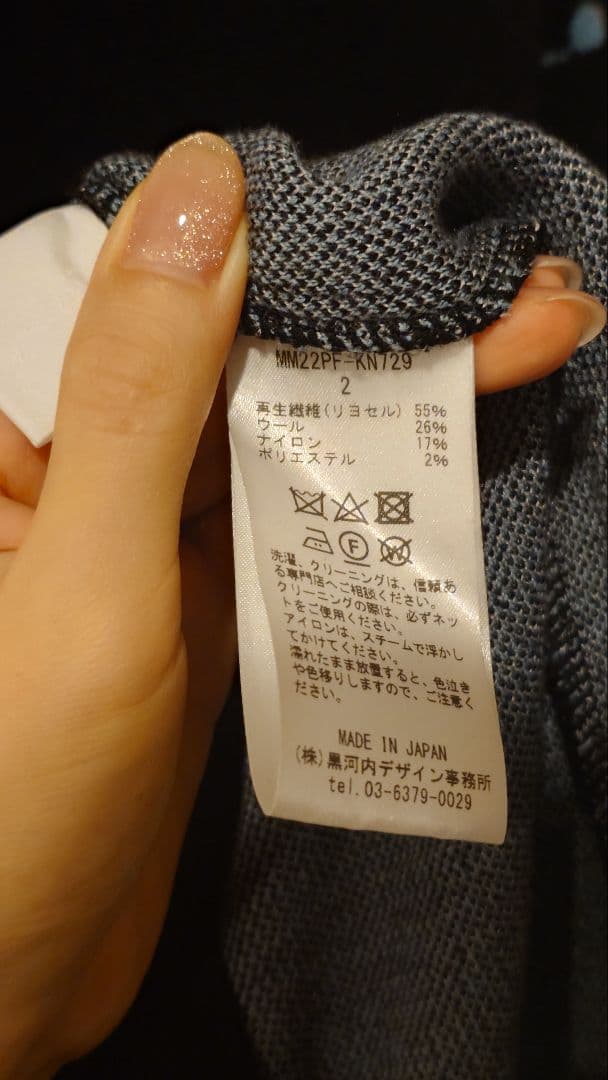 MM22PF-KN729
2
再生繊維(リヨセル) 55%
ウール 26%
ナイロン 17%
ポリエステル 2%
F
W
洗濯、クリーニングは、信頼あ
る専門店へご相談ください。
クリーニングの際は、必ずネッ
トをご使用ください。
アイロンは、スチームで浮かし
てかけてください。
濡れたまま放置すると、色泣き
や色移りしますので、ご注意く
ださい。
MADE IN JAPAN
(株)黒河内デザイン事務所
tel.03-6379-0029